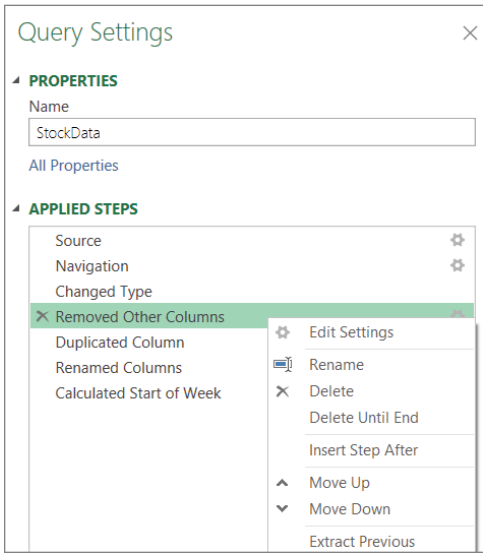 Query Settings
PROPERTIES
Name
StockData
All Properties
APPLIED STEPS
Source
Navigation
Changed Type
Removed Other Columns
Duplicated Column
Renamed Columns
Calculated Start of Week
Edit Settings
Rename
Delete
Delete Until End
Insert Step After
Move Up
Move Down
Extract Previous